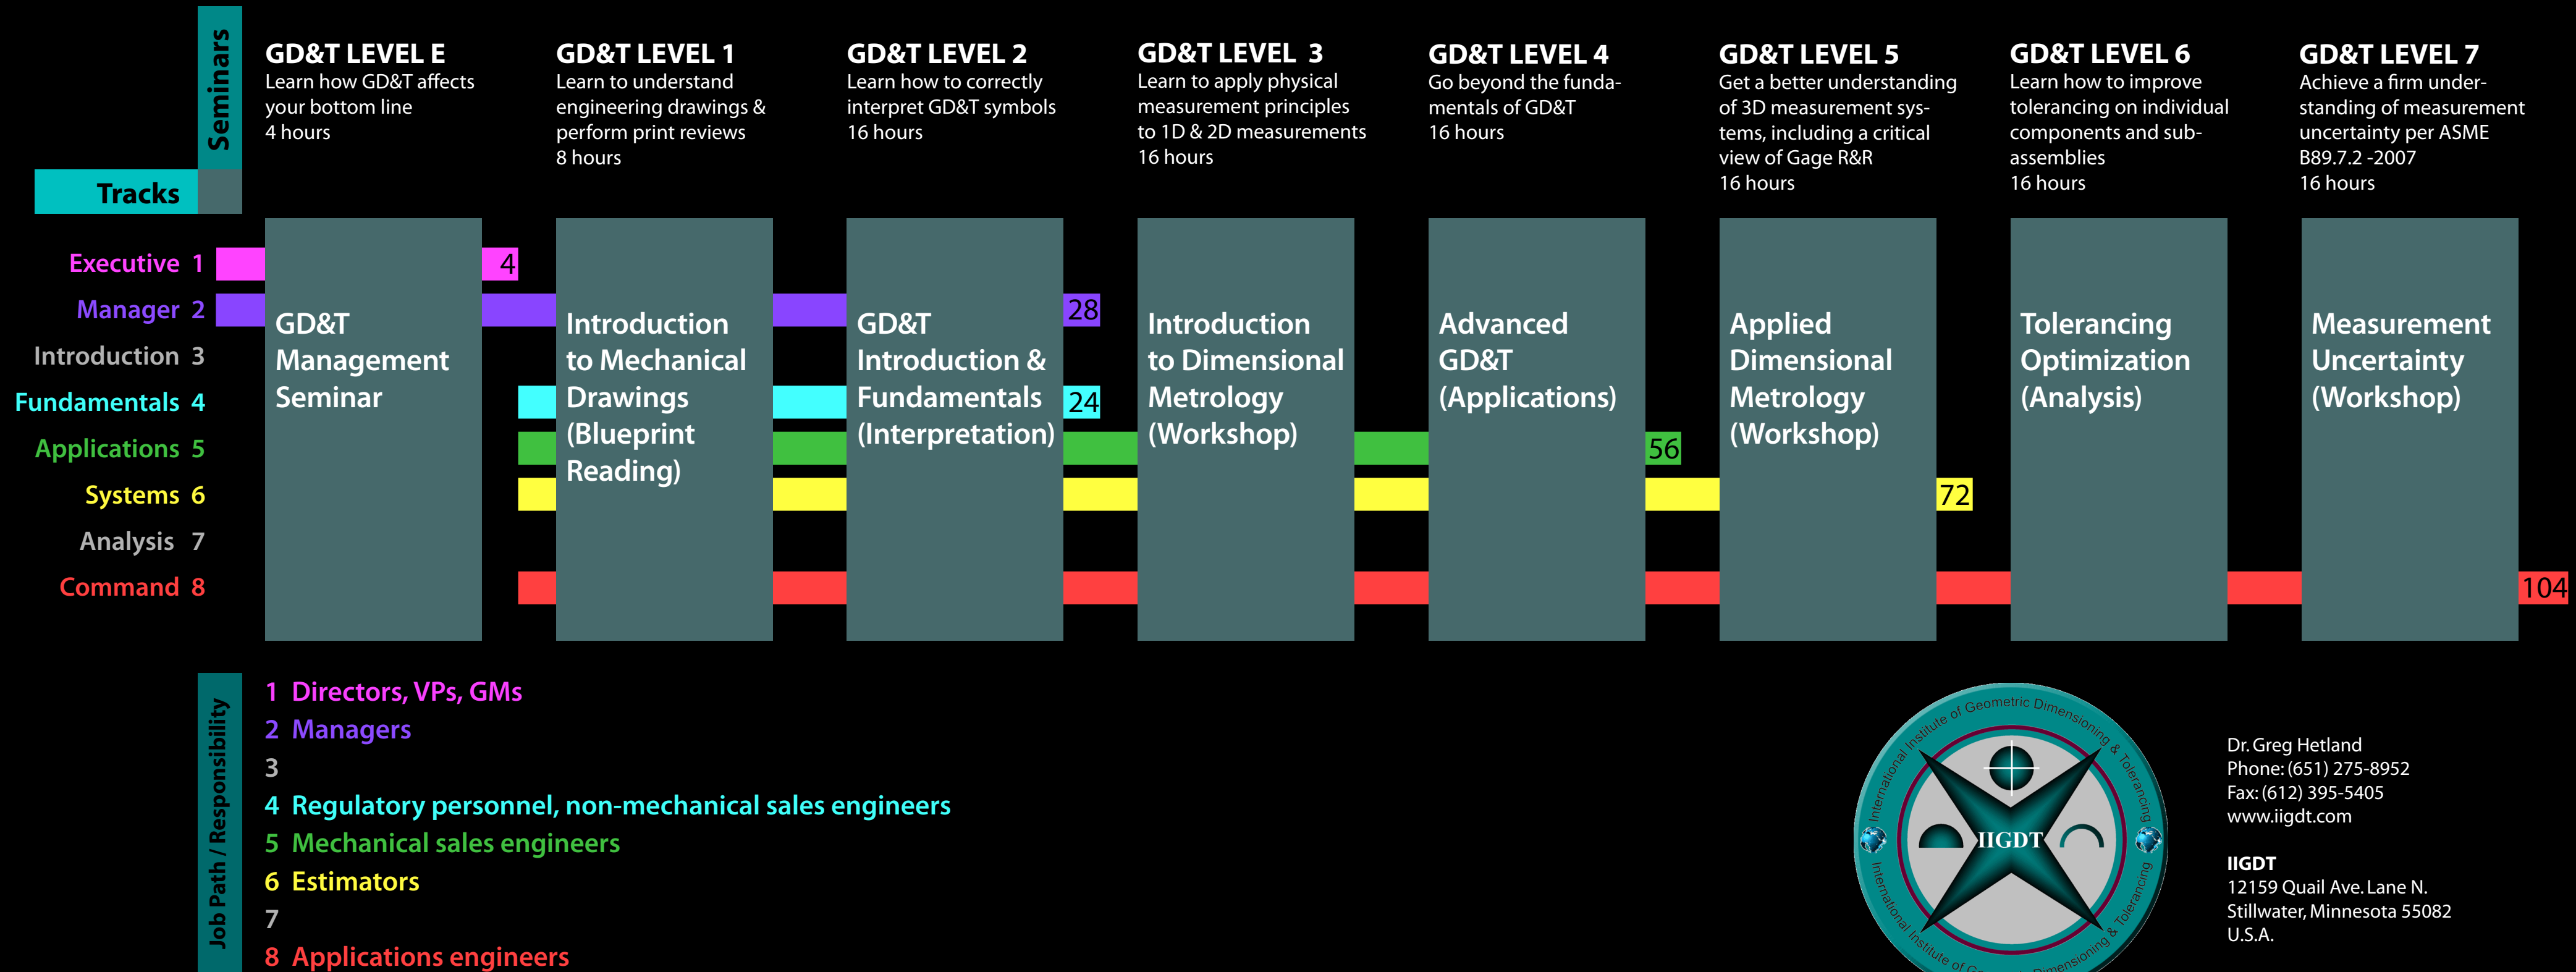 Seminars
Tracks
GD&T LEVEL E
Learn how GD&T affects
your bottom line
4 hours
GD&T LEVEL 1
Learn to understand
engineering drawings &
perform print reviews
8 hours
GD&T LEVEL 2
Learn how to correctly
interpret GD&T symbols
16 hours
GD&T LEVEL  3
Learn to apply physical
measurement principles
to 1D & 2D measurements
16 hours
GD&T LEVEL 4
Go beyond the funda-
mentals of GD&T
16 hours
GD&T LEVEL 5
Get a better understanding
of 3D measurement sys-
tems, including a critical
view of Gage R&R
16 hours
GD&T LEVEL 6
Learn how to improve
tolerancing on individual
components and sub-
assemblies
16 hours
GD&T LEVEL 7
Achieve a firm under-
standing of measurement
uncertainty per ASME
B89.7.2 -2007
16 hours
Executive 1
Manager 2
Introduction 3
Fundamentals 4
Applications 5
Systems 6
Analysis 7
Command 8
4
28
24
56
72
104
GD&T
Management
Seminar
Introduction
to Mechanical
Drawings
(Blueprint
Reading)
GD&T
Introduction &
Fundamentals
(Interpretation)
Introduction
to Dimensional
Metrology
(Workshop)
Advanced
GD&T
(Applications)
Applied
Dimensional
Metrology
(Workshop)
Tolerancing
Optimization
(Analysis)
Measurement
Uncertainty
(Workshop)
Job Path / Responsibility
1 Directors, VPs, GMs
2 Managers
3
4 Regulatory personnel, non-mechanical sales engineers
5 Mechanical sales engineers
6 Estimators
7
8 Applications engineers
International Institute of Geometric Dimensioning & Tolerancing
IIGDT
International Institute of Geometric Dimensioning & Tolerancing
Dr. Greg Hetland
Phone: (651) 275-8952
Fax: (612) 395-5405
www.iigdt.com
IIGDT
12159 Quail Ave. Lane N.
Stillwater, Minnesota 55082
U.S.A.